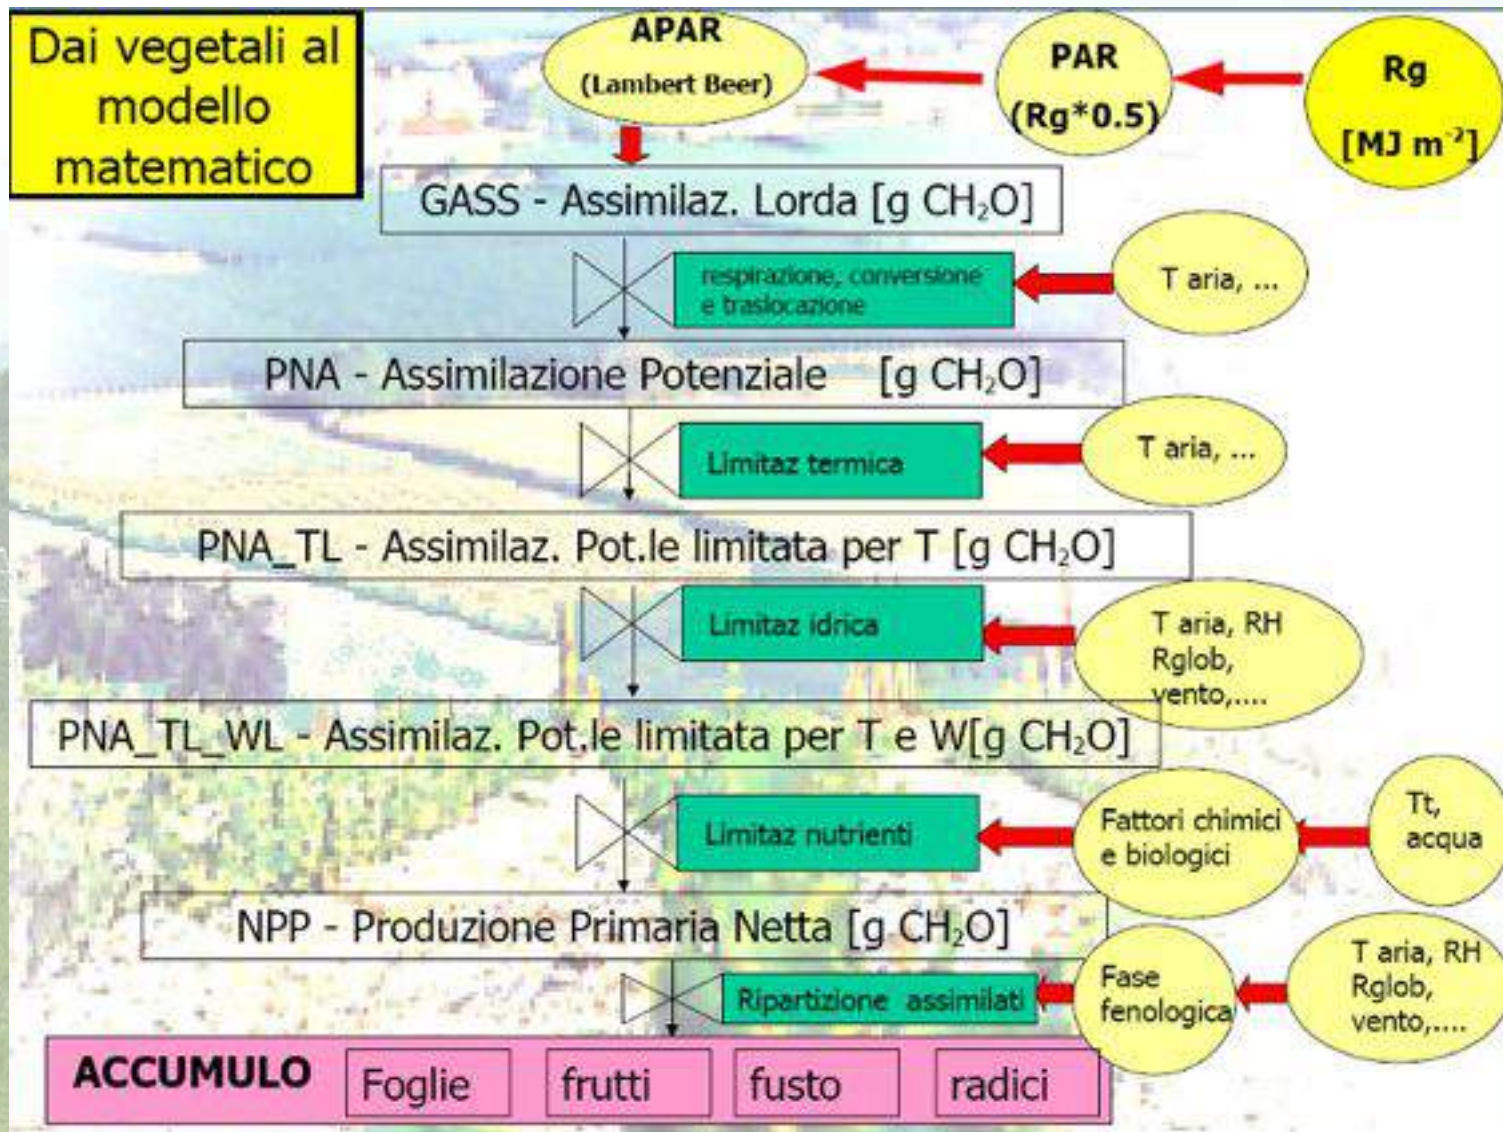 Dai vegetali al
modello
matematico
APAR
(Lambert Beer)
PAR
(Rg*0.5)
Rg
[MJ m⁻²]
GASS - Assimilaz. Lorda [g CH₂O]
respirazione, conversione
e traslocazione
T aria, ...
PNA - Assimilazione Potenziale [g CH₂O]
Limitaz termica
T aria, ...
PNA_TL - Assimilaz. Pot.le limitata per T [g CH₂O]
Limitaz idrica
T aria, RH
Rglob,
vento,....
PNA_TL_WL - Assimilaz. Pot.le limitata per T e W[g CH₂O]
Limitaz nutrienti
Fattori chimici
e biologici
Tt,
acqua
NPP - Produzione Primaria Netta [g CH₂O]
Ripartizione assimilati
Fase
fenologica
T aria, RH
Rglob,
vento,....
ACCUMULO Foglie frutti fusto radici